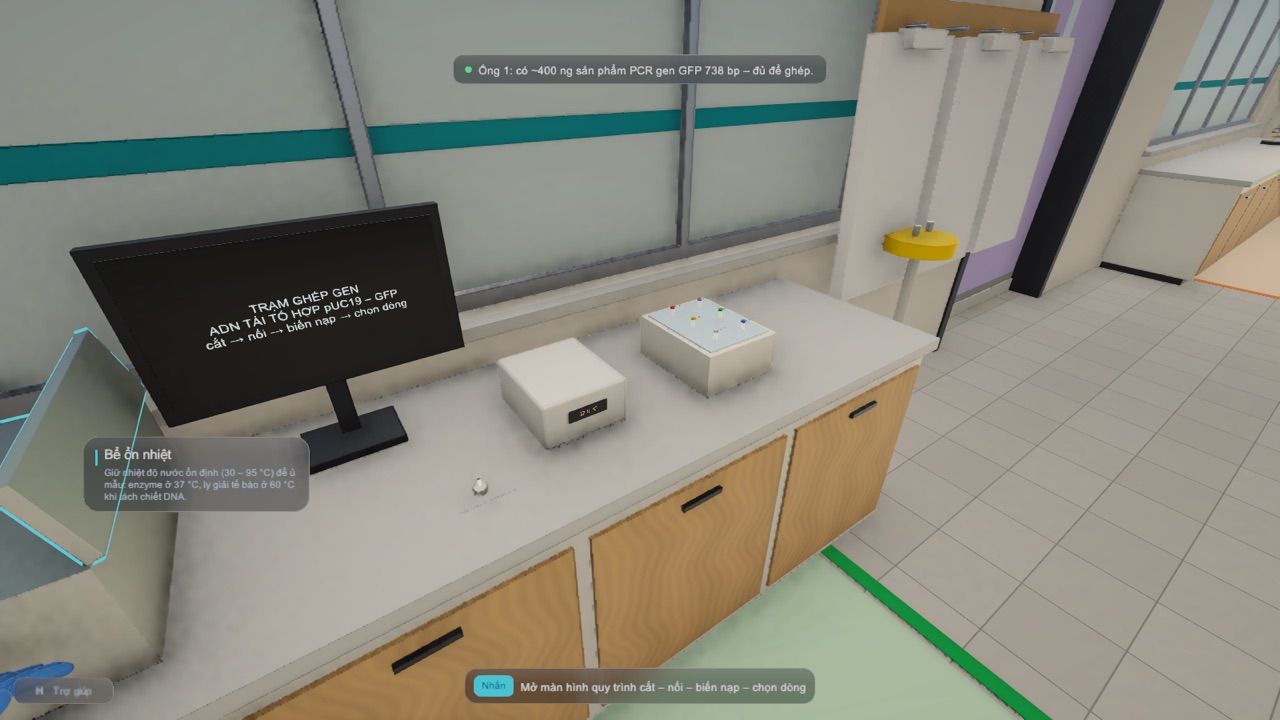 Ống 1: có ~400 ng sản phẩm PCR gen GFP 738 bp – đủ để ghép.
TRẠM GHÉP GEN
ADN TÁI TỔ HỢP pUC19 – GFP
cắt → nối → biến nạp → chọn dòng
Bể ổn nhiệt
Giữ nhiệt độ nước ổn định (30 – 95 °C) để ủ
mẫu: enzyme ở 37 °C, ly giải tế bào ở 60 °C
khi tách chiết DNA.
H Trợ giúp
Nhấn Mở màn hình quy trình cắt – nối – biến nạp – chọn dòng